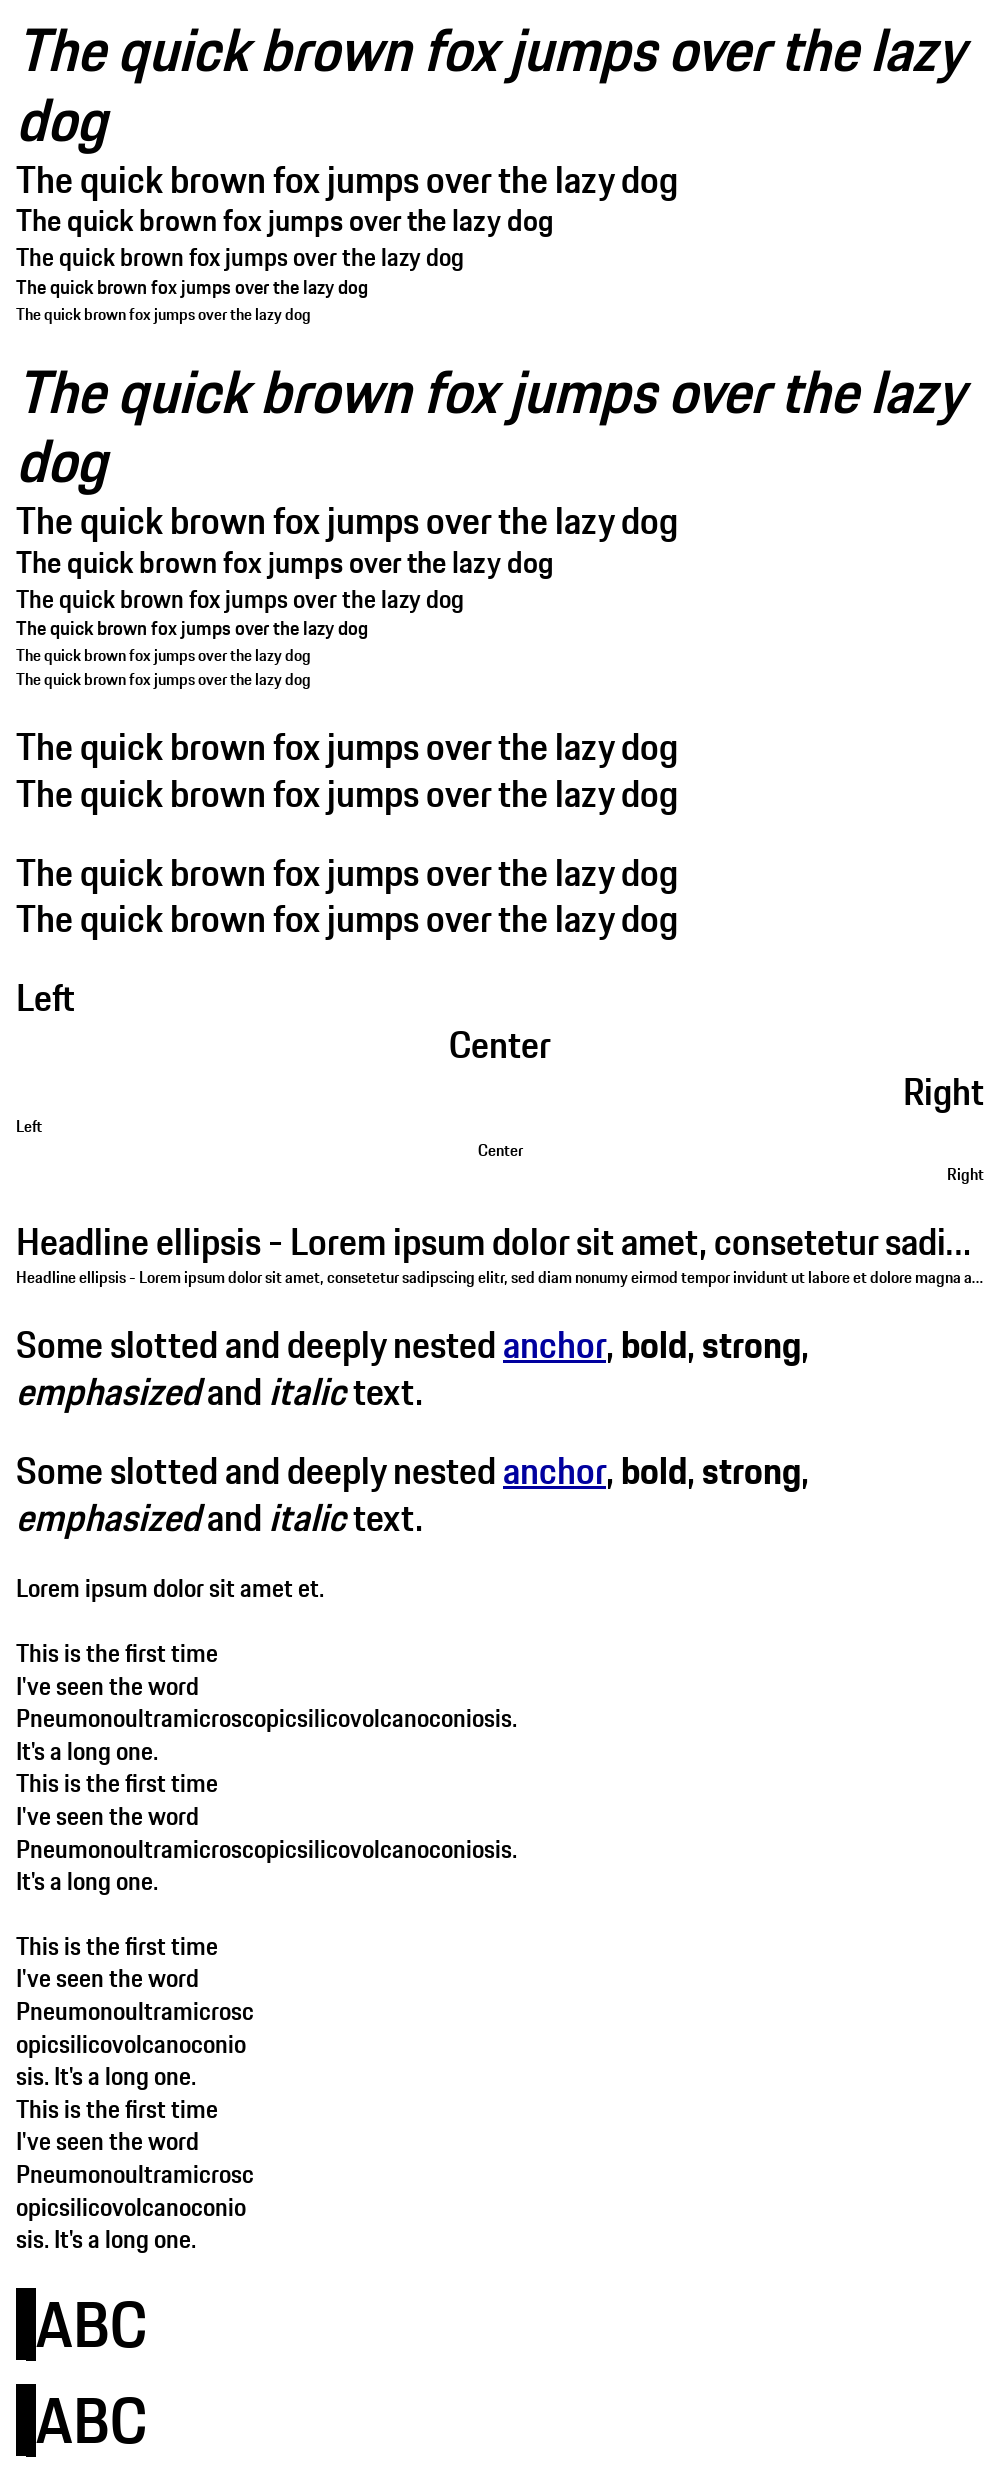 The quick brown fox jumps over the lazy
dog
The quick brown fox jumps over the lazy dog
The quick brown fox jumps over the lazy dog
The quick brown fox jumps over the lazy dog
The quick brown fox jumps over the lazy dog
The quick brown fox jumps over the lazy dog
The quick brown fox jumps over the lazy
dog
The quick brown fox jumps over the lazy dog
The quick brown fox jumps over the lazy dog
The quick brown fox jumps over the lazy dog
The quick brown fox jumps over the lazy dog
The quick brown fox jumps over the lazy dog
The quick brown fox jumps over the lazy dog
The quick brown fox jumps over the lazy dog
The quick brown fox jumps over the lazy dog
The quick brown fox jumps over the lazy dog
The quick brown fox jumps over the lazy dog
Left
Center
Right
Left
Center
Right
Headline ellipsis - Lorem ipsum dolor sit amet, consetetur sadi...
Headline ellipsis - Lorem ipsum dolor sit amet, consetetur sadipscing elitr, sed diam nonumy eirmod tempor invidunt ut labore et dolore magna a...
Some slotted and deeply nested anchor, bold, strong,
emphasized and italic text.
Some slotted and deeply nested anchor, bold, strong,
emphasized and italic text.
Lorem ipsum dolor sit amet et.
This is the first time
I've seen the word
Pneumonoultramicroscopicsilicovolcanoconiosis.
It's a long one.
This is the first time
I've seen the word
Pneumonoultramicroscopicsilicovolcanoconiosis.
It's a long one.
This is the first time
I've seen the word
Pneumonoultramicrosc
opicsilicovolcanoconio
sis. It's a long one.
This is the first time
I've seen the word
Pneumonoultramicrosc
opicsilicovolcanoconio
sis. It's a long one.
ABC
ABC